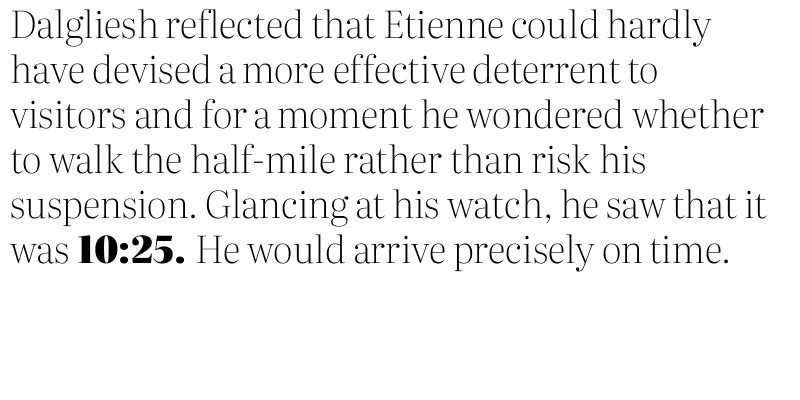 Dalgliesh reflected that Etienne could hardly
have devised a more effective deterrent to
visitors and for a moment he wondered whether
to walk the half-mile rather than risk his
suspension. Glancing at his watch, he saw that it
was 10:25. He would arrive precisely on time.